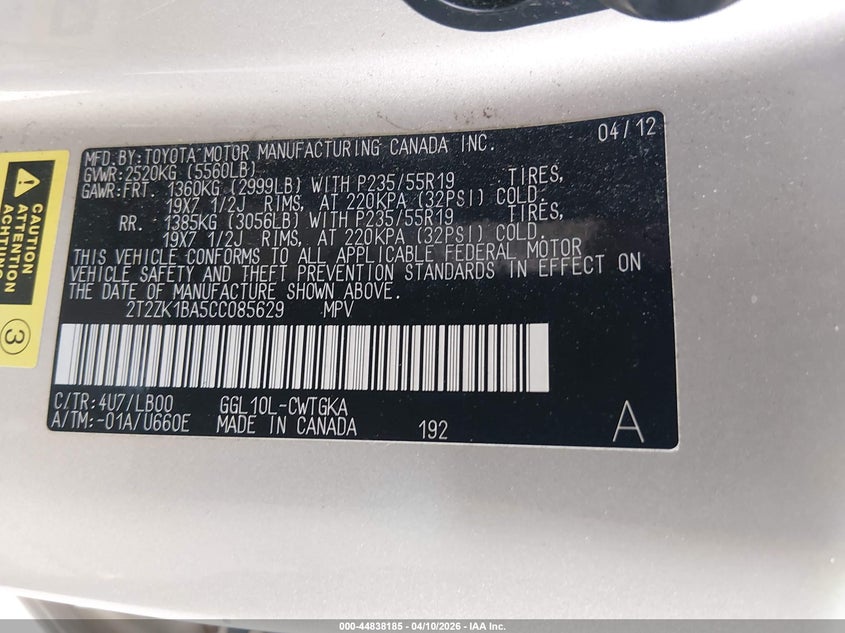 MFD.BY:TOYOTA MOTOR MANUFACTURING CANADA INC. 04/12
GVWR:2520KG (5560LB)
GAWR:FRT. 1360KG (2999LB) WITH P235/55R19 TIRES,
19X7 1/2J RIMS, AT 220KPA (32PSI) COLD.
RR. 1385KG (3056LB) WITH P235/55R19 TIRES,
19X7 1/2J RIMS, AT 220KPA (32PSI) COLD.
THIS VEHICLE CONFORMS TO ALL APPLICABLE FEDERAL MOTOR
VEHICLE SAFETY AND THEFT PREVENTION STANDARDS IN EFFECT ON
THE DATE OF MANUFACTURE SHOWN ABOVE.
2T2ZK1BA5CC085629 MPV
C/TR:4U7/LB00 GGL10L-CWTGKA
A/TM:-01A/U660E MADE IN CANADA 192 A
CAUTION
ATTENTION
ACHTUNG
3
000-44838185 - 04/10/2026 - IAA Inc.